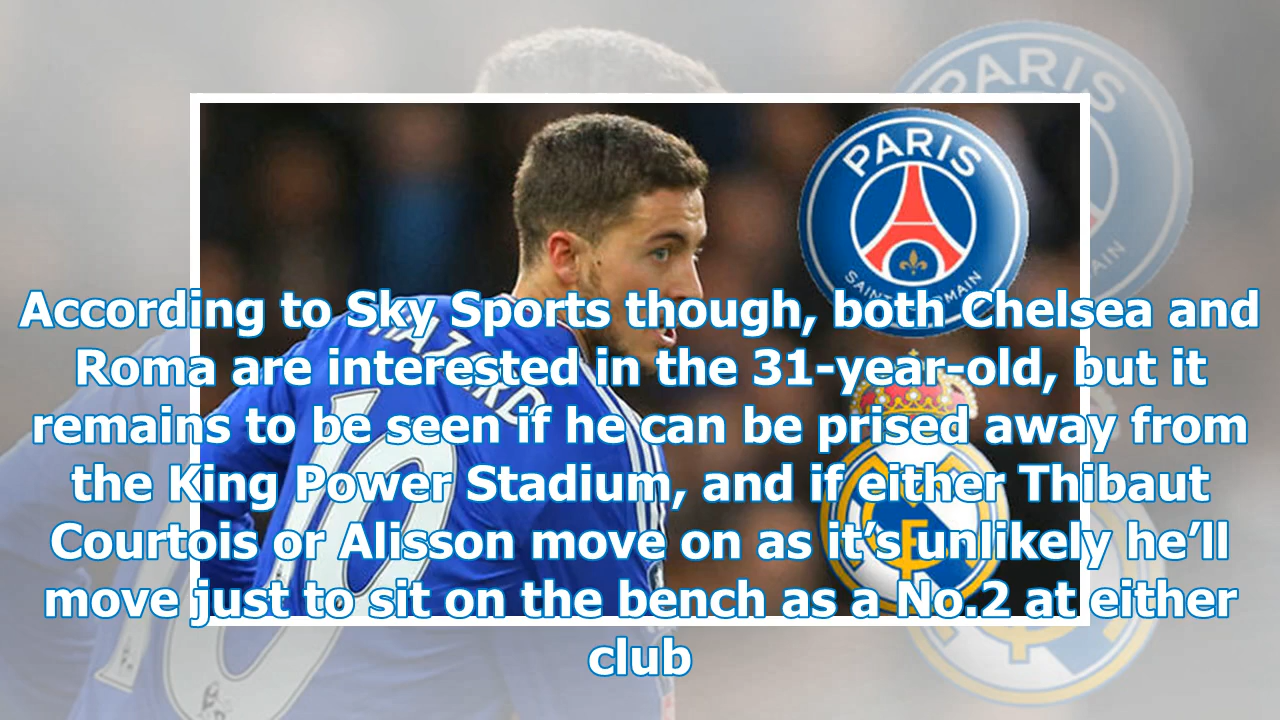 PARIS
SAINT GERMAIN
HAZARD
10
According to Sky Sports though, both Chelsea and
Roma are interested in the 31-year-old, but it
remains to be seen if he can be prised away from
the King Power Stadium, and if either Thibaut
Courtois or Alisson move on as it’s unlikely he’ll
move just to sit on the bench as a No.2 at either
club